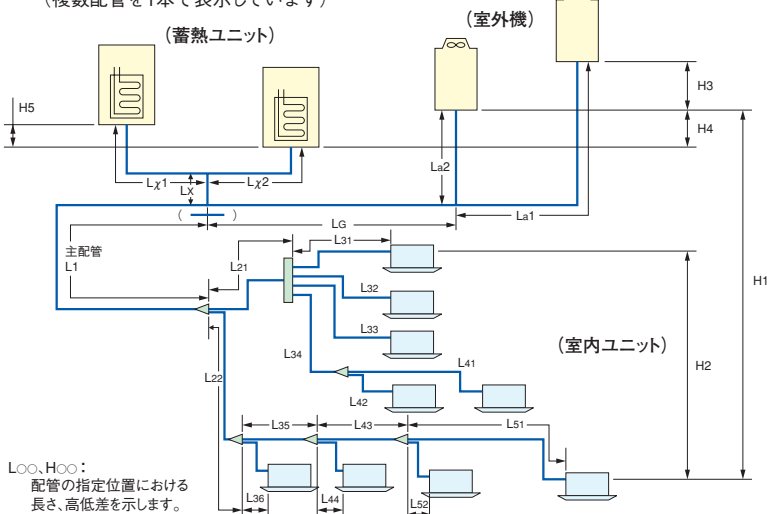 （複数配管を1本で表示しています）
（蓄熱ユニット）
（室外機）
H5
H3
H4
La2
Lχ1
Lχ2
Lx
La1
（ ）
LG
主配管
L1
L21
L31
H1
L32
L33
（室内ユニット）
L34
L41
H2
L22
L42
L35
L43
L51
L○○、H○○：
配管の指定位置における
長さ、高低差を示します。
L36
L44
L52